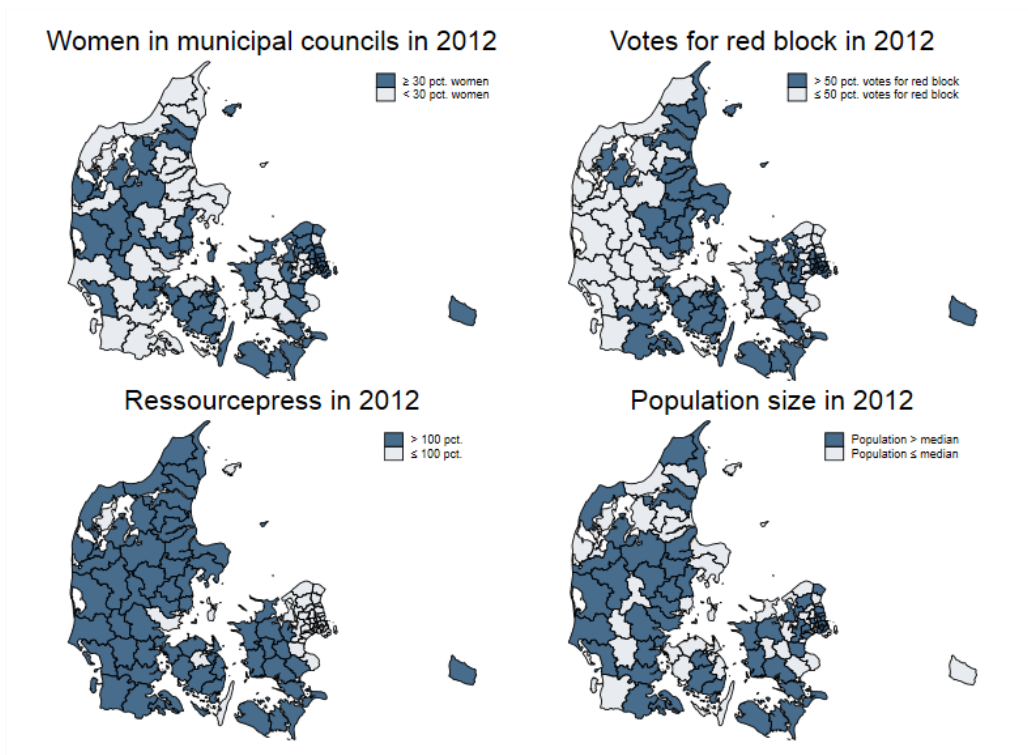 Women in municipal councils in 2012
≥ 30 pct. women
< 30 pct. women
Votes for red block in 2012
> 50 pct. votes for red block
≤ 50 pct. votes for red block
Ressourcepress in 2012
> 100 pct.
≤ 100 pct.
Population size in 2012
Population > median
Population ≤ median